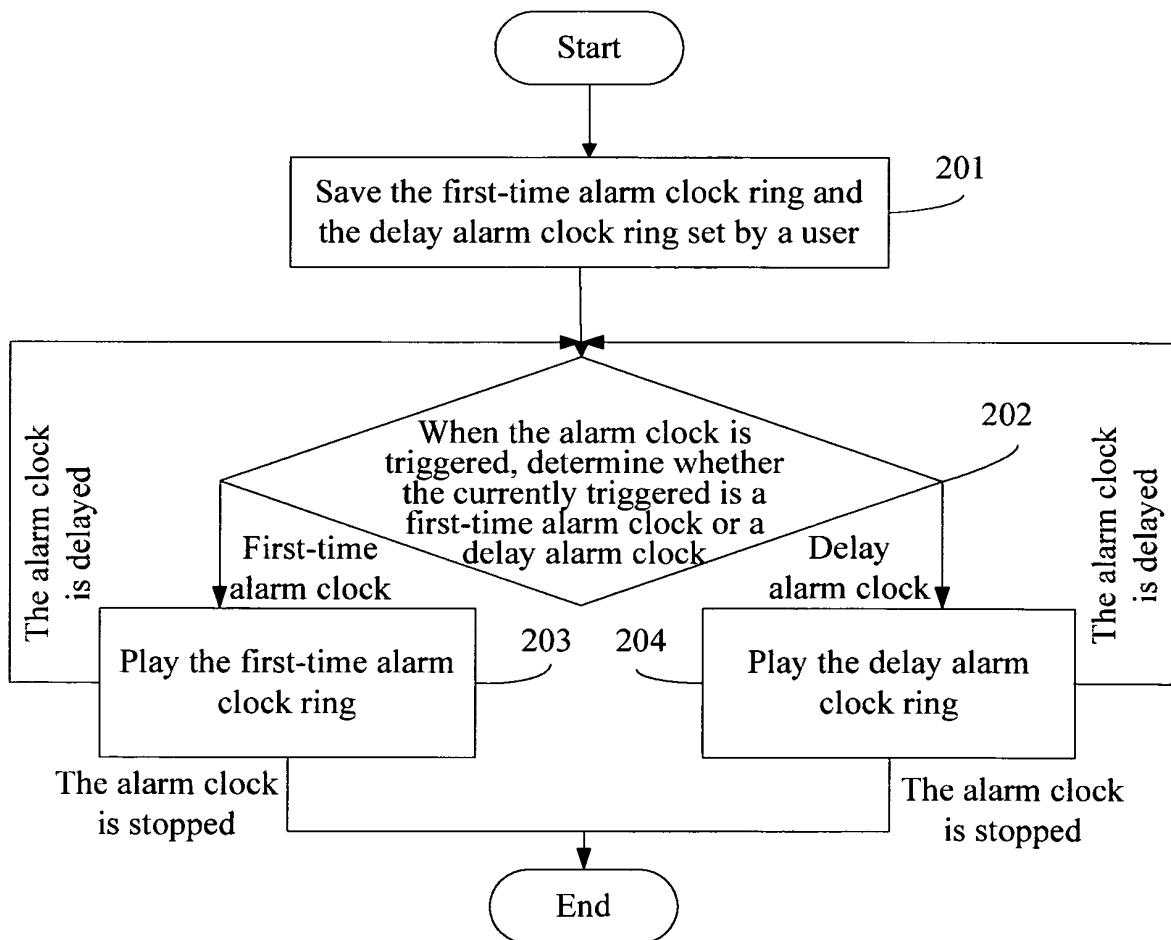 Start
201
Save the first-time alarm clock ring and
the delay alarm clock ring set by a user
202
When the alarm clock is
triggered, determine whether
the currently triggered is a
first-time alarm clock or a
delay alarm clock
The alarm clock
is delayed
First-time
alarm clock
Delay
alarm clock
The alarm clock
is delayed
203
204
Play the first-time alarm
clock ring
Play the delay alarm
clock ring
The alarm clock
is stopped
The alarm clock
is stopped
End